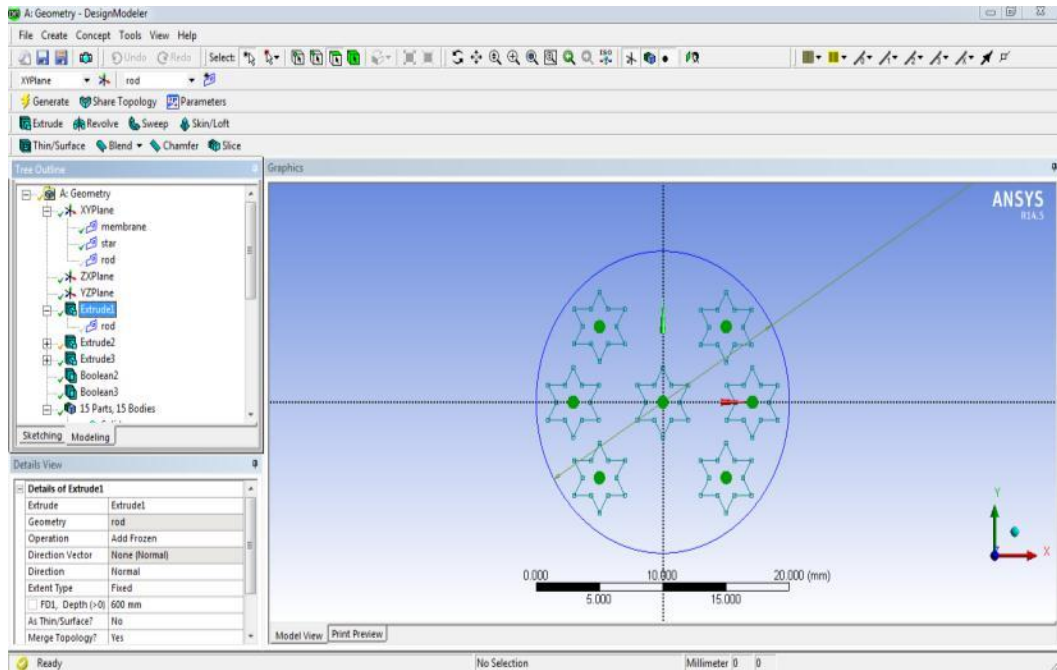 A: Geometry - DesignModeler
File Create Concept Tools View Help
Undo Redo Select:
XYPlane rod
Generate Share Topology Parameters
Extrude Revolve Sweep Skin/Loft
Thin/Surface Blend Chamfer Slice
Tree Outline
A: Geometry
XYPlane
membrane
star
rod
ZXPlane
YZPlane
Extrude1
rod
Extrude2
Extrude3
Boolean2
Boolean3
15 Parts, 15 Bodies
Sketching Modeling
Details View
Details of Extrude1
Extrude Extrude1
Geometry rod
Operation Add Frozen
Direction Vector None (Normal)
Direction Normal
Extent Type Fixed
FD1, Depth (>0) 600 mm
As Thin/Surface? No
Merge Topology? Yes
Graphics
ANSYS
R14.5
Y
X
0.000 10.000 20.000 (mm)
5.000 15.000
Model View Print Preview
Ready No Selection Millimeter 0 0